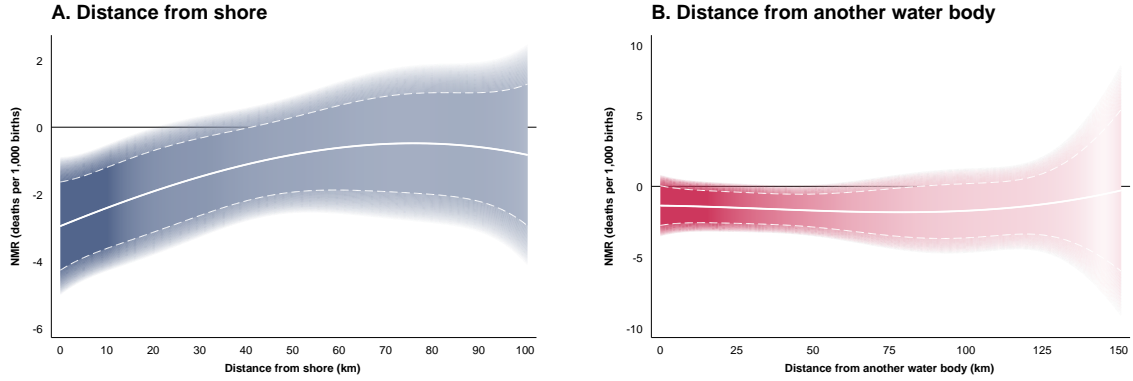 A. Distance from shore
2
0
-2
-4
-6
NMR (deaths per 1,000 births)
0 10 20 30 40 50 60 70 80 90 100
Distance from shore (km)
B. Distance from another water body
10
5
0
-5
-10
NMR (deaths per 1,000 births)
0 25 50 75 100 125 150
Distance from another water body (km)